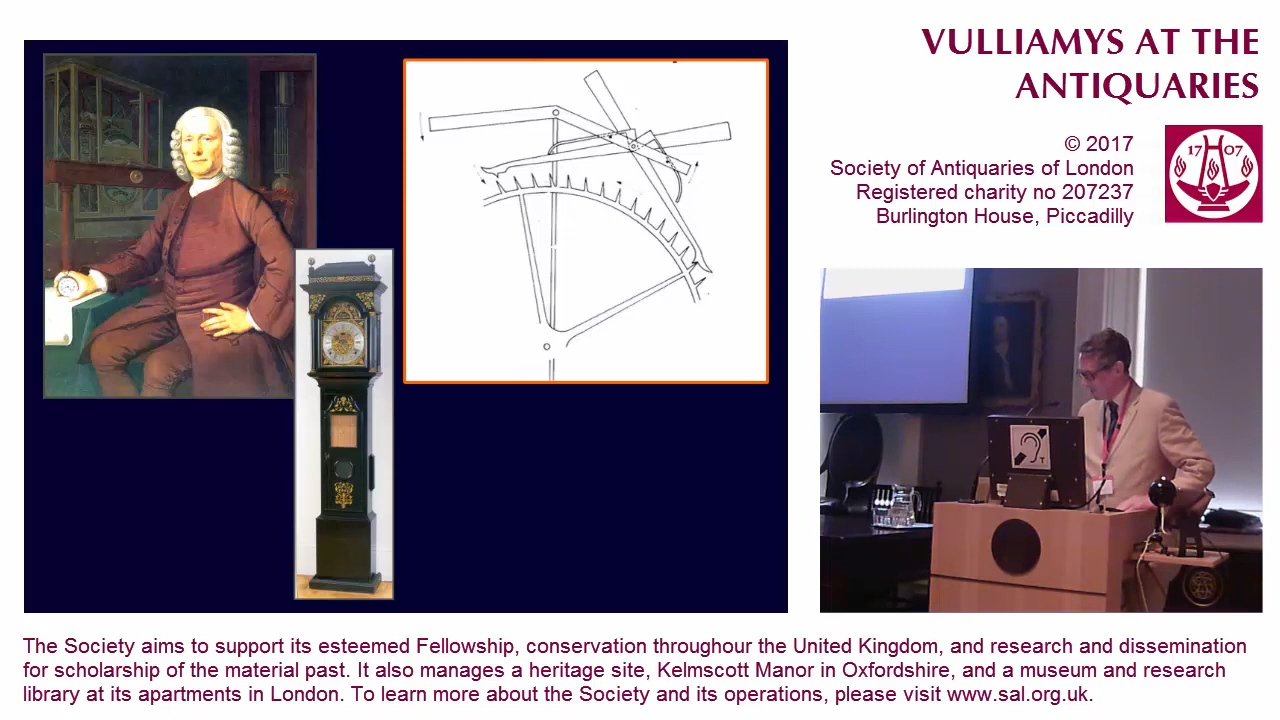 VULLIAMYS AT THE
ANTIQUARIES
© 2017
Society of Antiquaries of London
Registered charity no 207237
Burlington House, Piccadilly
17 07
T
The Society aims to support its esteemed Fellowship, conservation throughour the United Kingdom, and research and dissemination
for scholarship of the material past. It also manages a heritage site, Kelmscott Manor in Oxfordshire, and a museum and research
library at its apartments in London. To learn more about the Society and its operations, please visit www.sal.org.uk.